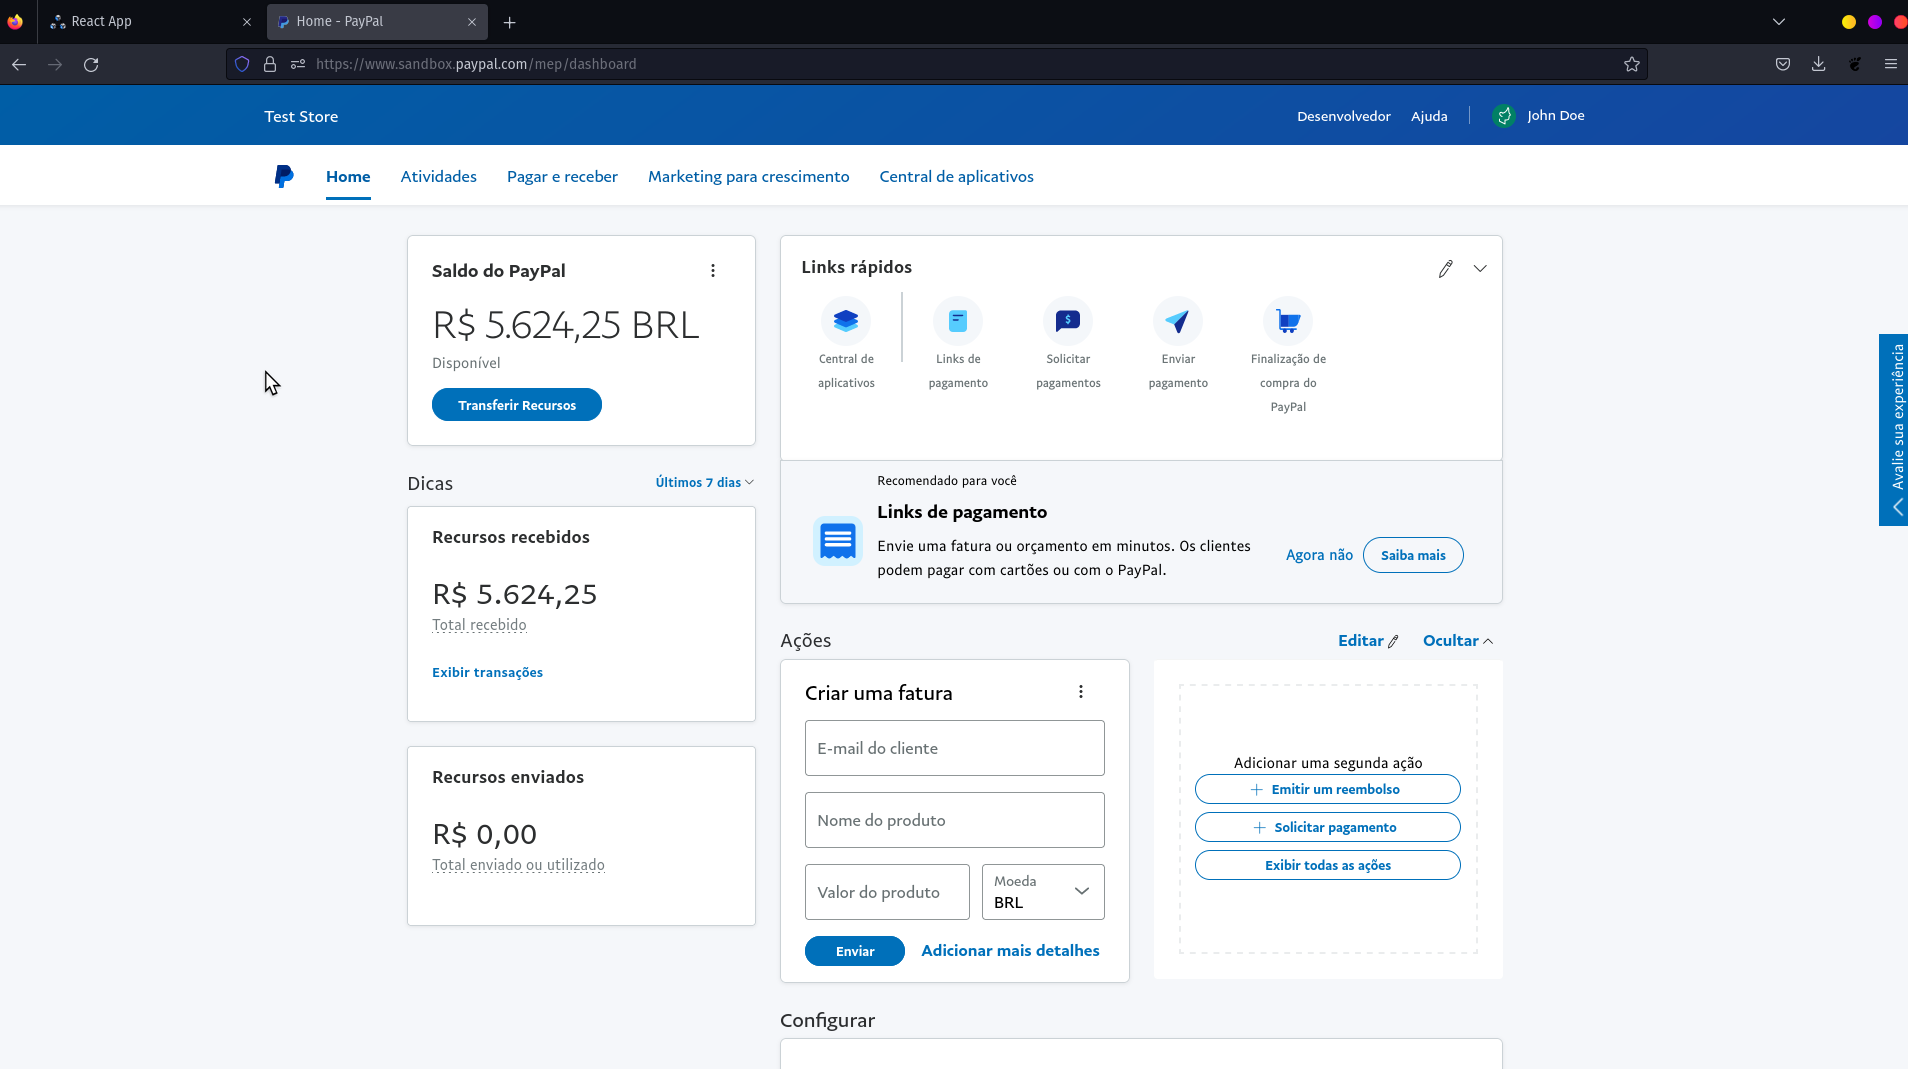 React App
Home - PayPal
https://www.sandbox.paypal.com/mep/dashboard
Test Store
Desenvolvedor
Ajuda
John Doe
Home
Atividades
Pagar e receber
Marketing para crescimento
Central de aplicativos
Saldo do PayPal
R$ 5.624,25 BRL
Disponível
Transferir Recursos
Links rápidos
Central de
aplicativos
Links de
pagamento
$
Solicitar
pagamentos
Enviar
pagamento
Finalização de
compra do
PayPal
Recomendado para você
Links de pagamento
Envie uma fatura ou orçamento em minutos. Os clientes
podem pagar com cartões ou com o PayPal.
Agora não
Saiba mais
Avalie sua experiência
Dicas
Últimos 7 dias
Recursos recebidos
R$ 5.624,25
Total recebido
Exibir transações
Recursos enviados
R$ 0,00
Total enviado ou utilizado
Ações
Editar
Ocultar
Criar uma fatura
E-mail do cliente
Nome do produto
Valor do produto
Moeda
BRL
Enviar
Adicionar mais detalhes
Adicionar uma segunda ação
Emitir um reembolso
Solicitar pagamento
Exibir todas as ações
Configurar